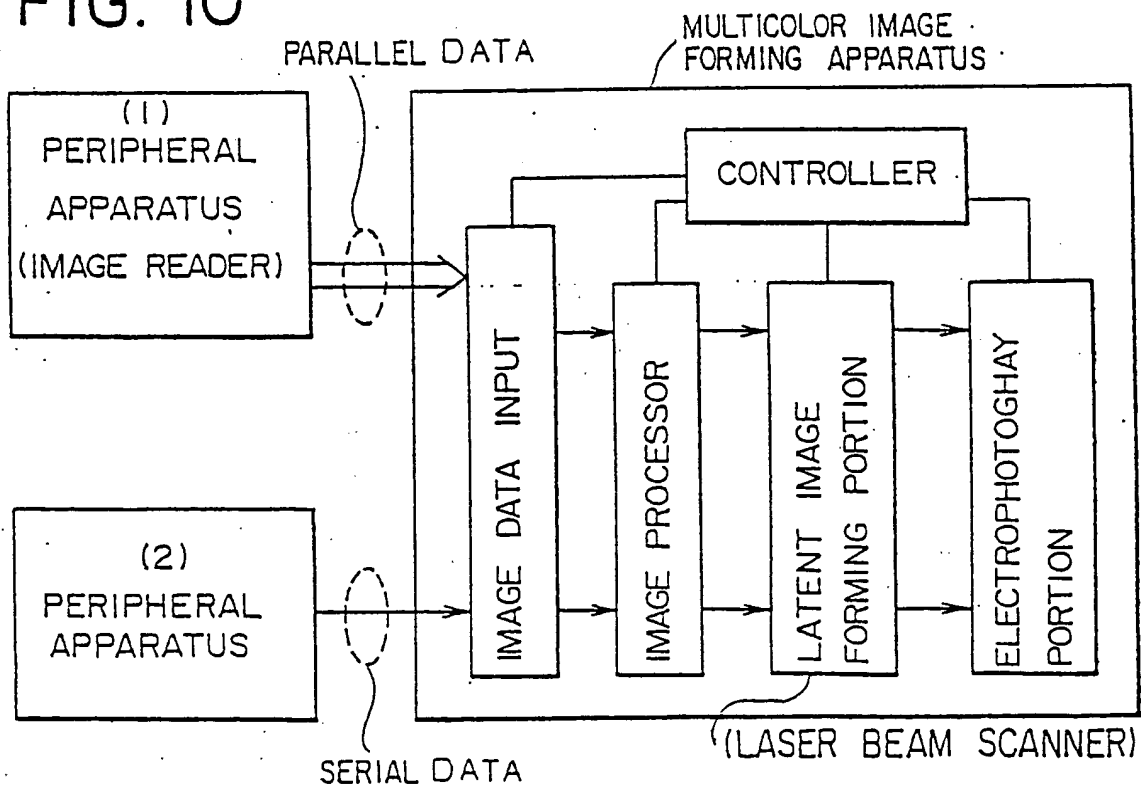 FIG. 10
PARALLEL DATA
MULTICOLOR IMAGE
FORMING APPARATUS
(1)
PERIPHERAL
APPARATUS
(IMAGE READER)
CONTROLLER
IMAGE DATA INPUT
IMAGE PROCESSOR
LATENT IMAGE
FORMING PORTION
ELECTROPHOTOGHAY
PORTION
(2)
PERIPHERAL
APPARATUS
SERIAL DATA
(LASER BEAM SCANNER)